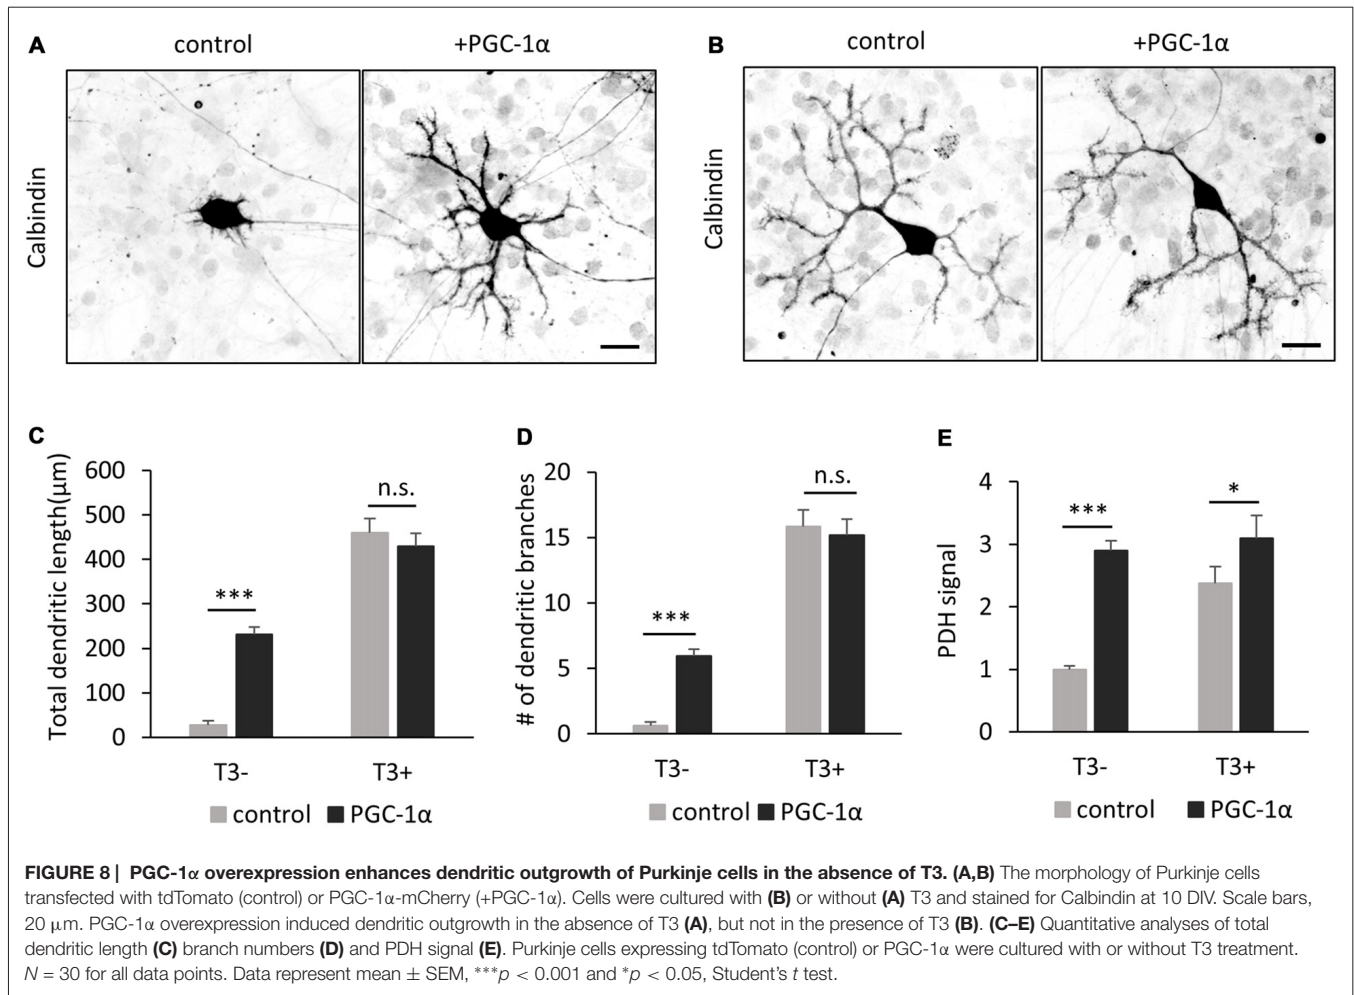 A
control
+PGC-1α
Calbindin
B
control
+PGC-1α
Calbindin
C
Total dendritic length(µm)
600
500
400
300
200
100
0
***
n.s.
T3-
T3+
control
PGC-1α
D
# of dendritic branches
20
15
10
5
0
***
n.s.
T3-
T3+
control
PGC-1α
E
PDH signal
4
3
2
1
0
***
*
T3-
T3+
control
PGC-1α
FIGURE 8 | PGC-1α overexpression enhances dendritic outgrowth of Purkinje cells in the absence of T3. (A,B) The morphology of Purkinje cells
transfected with tdTomato (control) or PGC-1α-mCherry (+PGC-1α). Cells were cultured with (B) or without (A) T3 and stained for Calbindin at 10 DIV. Scale bars,
20 µm. PGC-1α overexpression induced dendritic outgrowth in the absence of T3 (A), but not in the presence of T3 (B). (C–E) Quantitative analyses of total
dendritic length (C) branch numbers (D) and PDH signal (E). Purkinje cells expressing tdTomato (control) or PGC-1α were cultured with or without T3 treatment.
N = 30 for all data points. Data represent mean ± SEM, ***p < 0.001 and *p < 0.05, Student's t test.